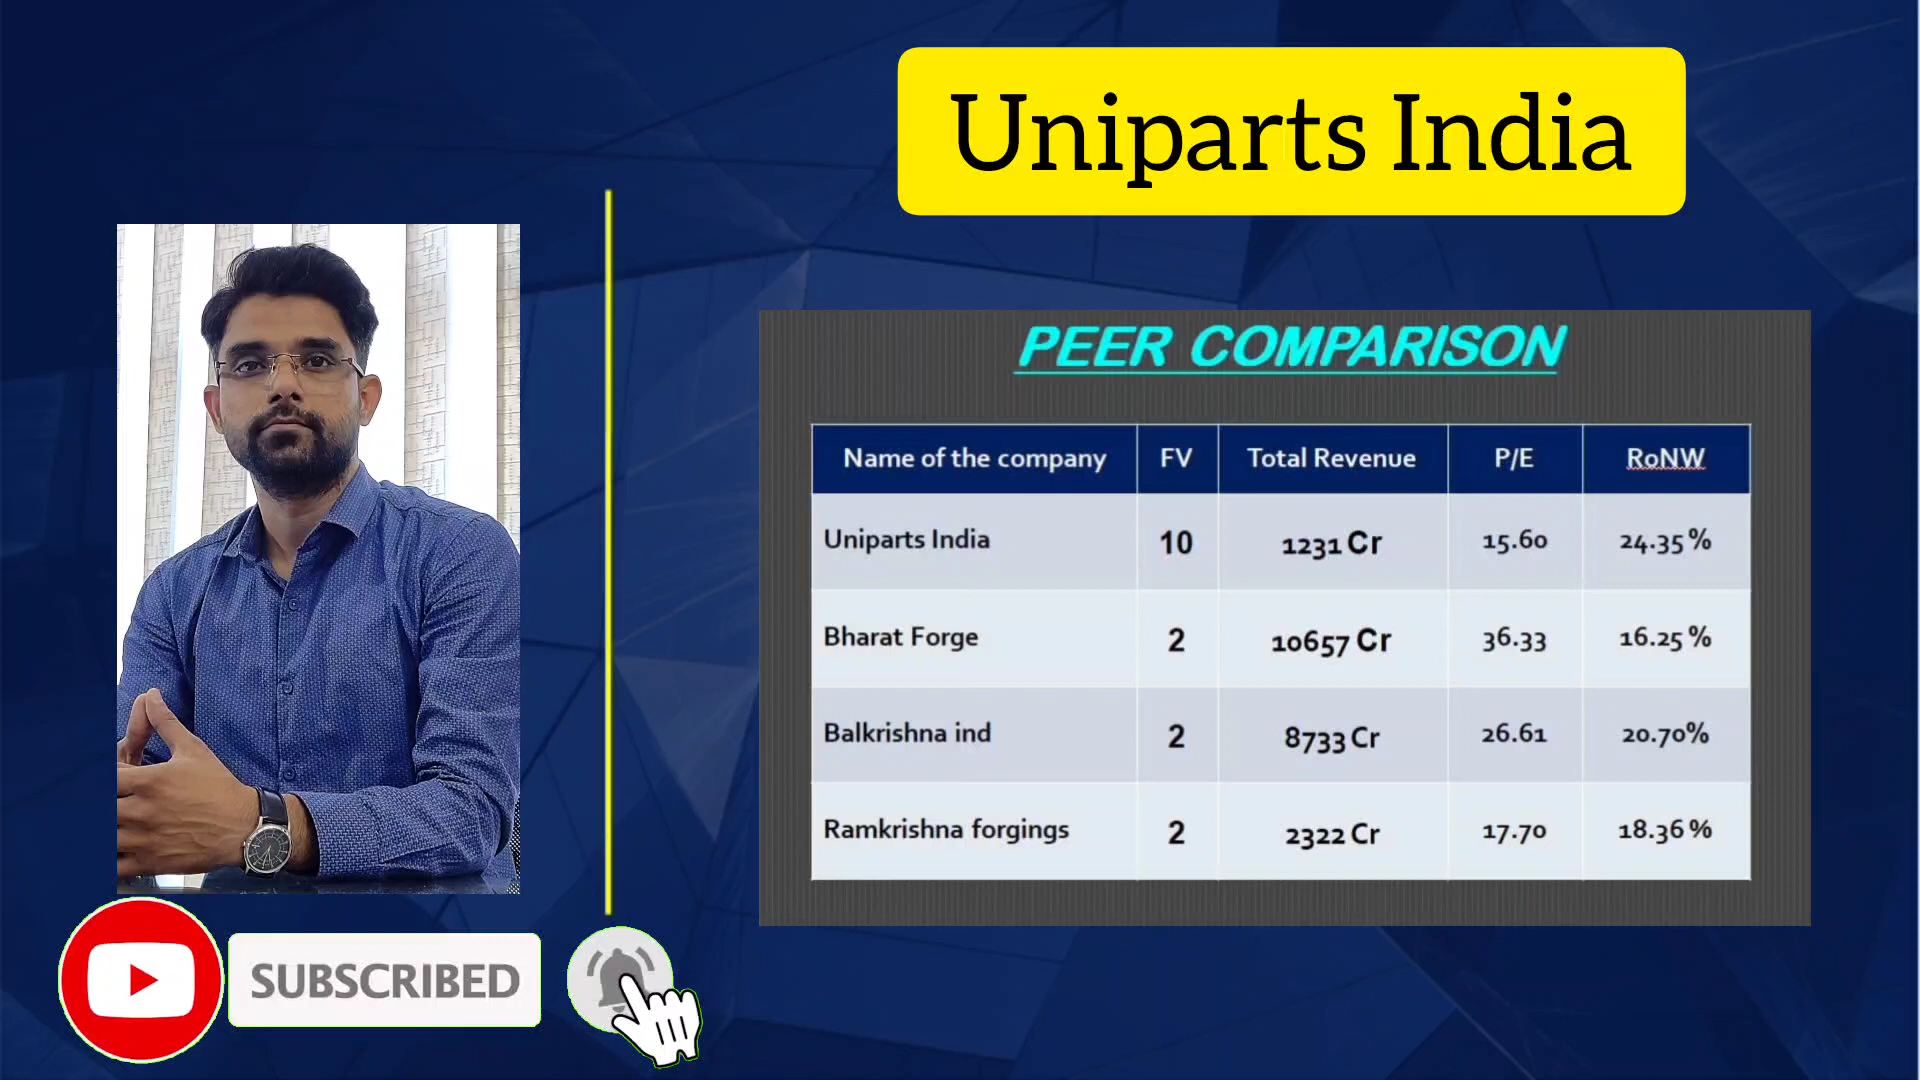 Uniparts India
PEER COMPARISON
Name of the company FV Total Revenue P/E RoNW
Uniparts India 10 1231 Cr 15.60 24.35 %
Bharat Forge 2 10657 Cr 36.33 16.25 %
Balkrishna ind 2 8733 Cr 26.61 20.70%
Ramkrishna forgings 2 2322 Cr 17.70 18.36 %
SUBSCRIBED